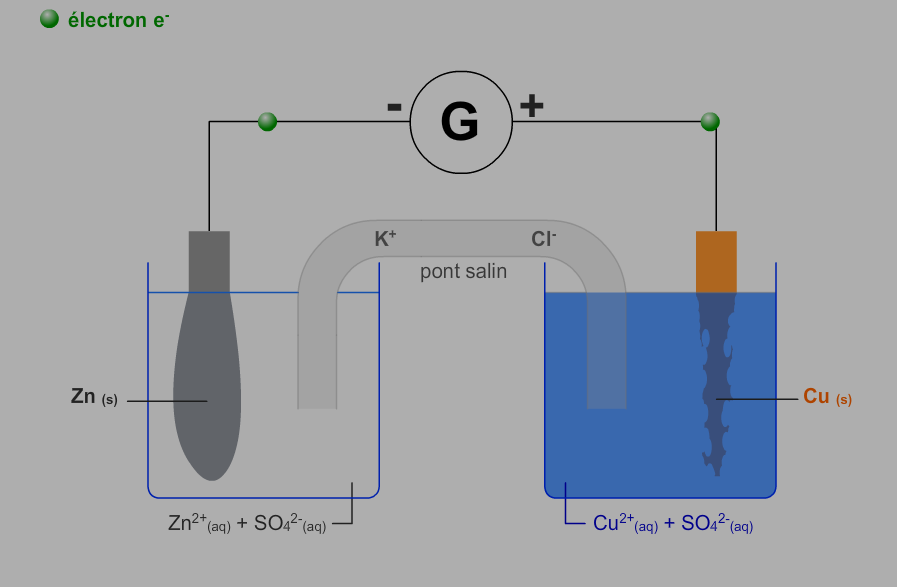 électron e⁻
- G +
K⁺ Cl⁻
pont salin
Zn (s)
Cu (s)
Zn²⁺(aq) + SO₄²⁻(aq)
Cu²⁺(aq) + SO₄²⁻(aq)